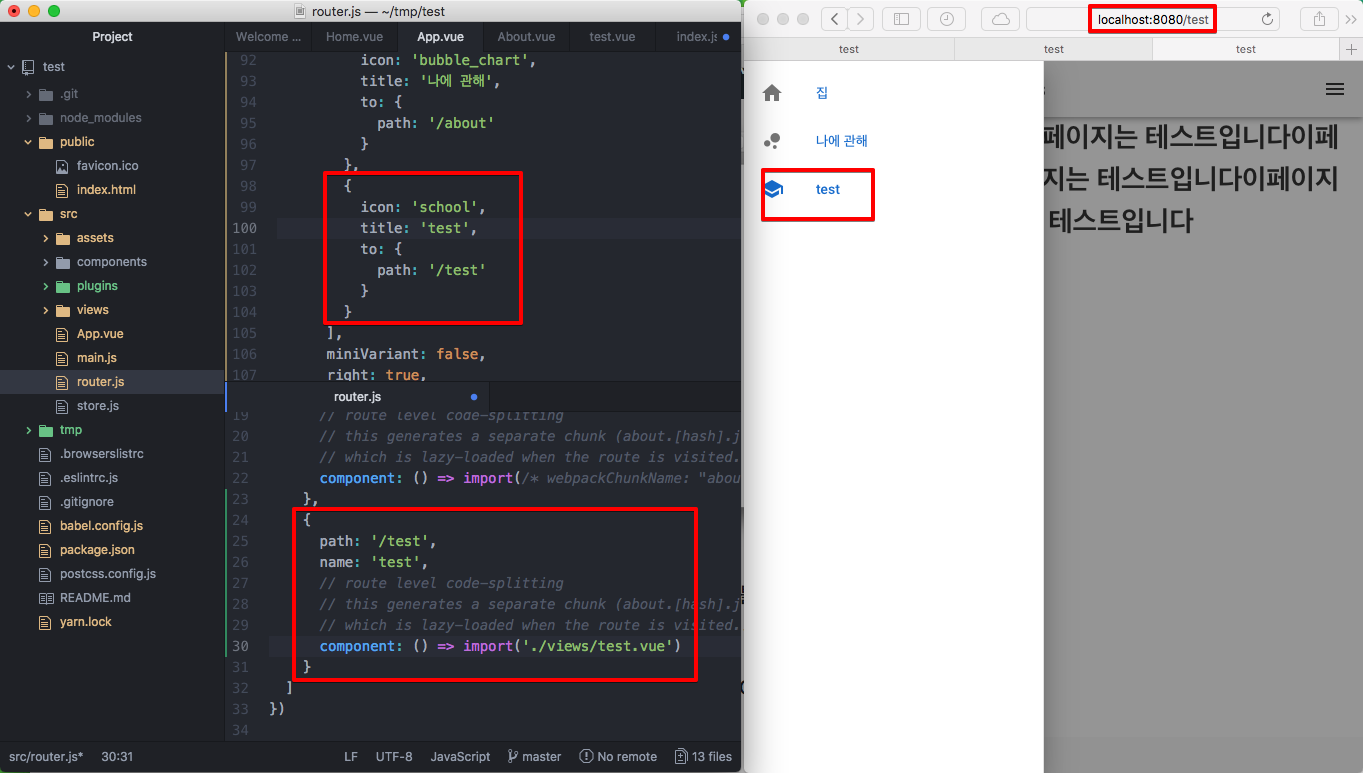 router.js — ~/tmp/test
Project
test
.git
node_modules
public
favicon.ico
index.html
src
assets
components
plugins
views
App.vue
main.js
router.js
store.js
tmp
.browserslistrc
.eslintrc.js
.gitignore
babel.config.js
package.json
postcss.config.js
README.md
yarn.lock
Welcome ... Home.vue App.vue About.vue test.vue index.js
92 icon: 'bubble_chart',
93 title: '나에 관해',
94 to: {
95 path: '/about'
96 }
97 },
98 {
99 icon: 'school',
100 title: 'test',
101 to: {
102 path: '/test'
103 }
104 }
105 ],
106 miniVariant: false,
107 right: true,
router.js
19 // route level code-splitting
20 // this generates a separate chunk (about.[hash].j
21 // which is lazy-loaded when the route is visited.
22 component: () => import(/* webpackChunkName: "abou
23 },
24 {
25 path: '/test',
26 name: 'test',
27 // route level code-splitting
28 // this generates a separate chunk (about.[hash].j
29 // which is lazy-loaded when the route is visited.
30 component: () => import('./views/test.vue')
31 }
32 ]
33 })
34
src/router.js* 30:31 LF UTF-8 JavaScript master No remote 13 files
localhost:8080/test
test test test
집
나에 관해
test
페이지는 테스트입니다이페
지는 테스트입니다이페이지
테스트입니다